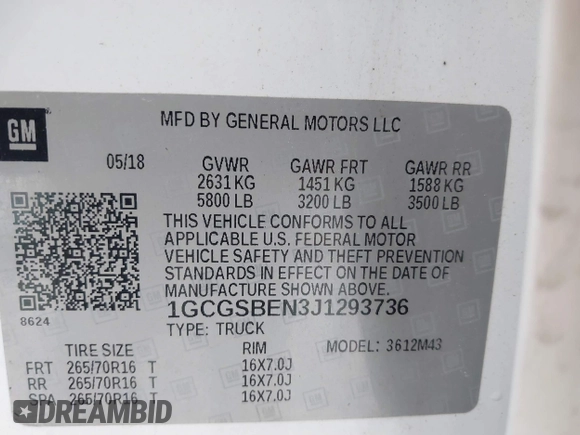 GM
MFD BY GENERAL MOTORS LLC
05/18 GVWR GAWR FRT GAWR RR
2631 KG 1451 KG 1588 KG
5800 LB 3200 LB 3500 LB
THIS VEHICLE CONFORMS TO ALL
APPLICABLE U.S. FEDERAL MOTOR
VEHICLE SAFETY AND THEFT PREVENTION
STANDARDS IN EFFECT ON THE DATE OF
MANUFACTURE SHOWN ABOVE.
8624
1GCGSBEN3J1293736
TYPE: TRUCK
TIRE SIZE RIM MODEL: 3612M43
FRT 265/70R16 T 16X7.0J
RR 265/70R16 T 16X7.0J
SPA 265/70R16 T 16X7.0J
DREAMBID